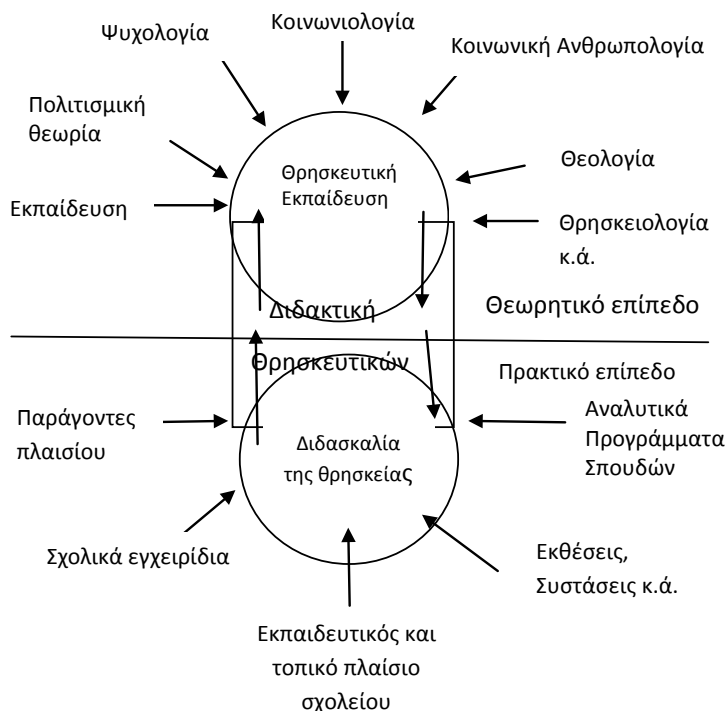 Κοινωνιολογία
Ψυχολογία
Κοινωνική Ανθρωπολογία
Πολιτισμική
θεωρία
Θρησκευτική
Εκπαίδευση
Θεολογία
Εκπαίδευση
Θρησκειολογία
κ.ά.
Διδακτική
Θεωρητικό επίπεδο
Θρησκευτικών
Πρακτικό επίπεδο
Παράγοντες
πλαισίου
Αναλυτικά
Προγράμματα
Σπουδών
Διδασκαλία
της θρησκείας
Σχολικά εγχειρίδια
Εκθέσεις,
Συστάσεις κ.ά.
Εκπαιδευτικός και
τοπικό πλαίσιο
σχολείου